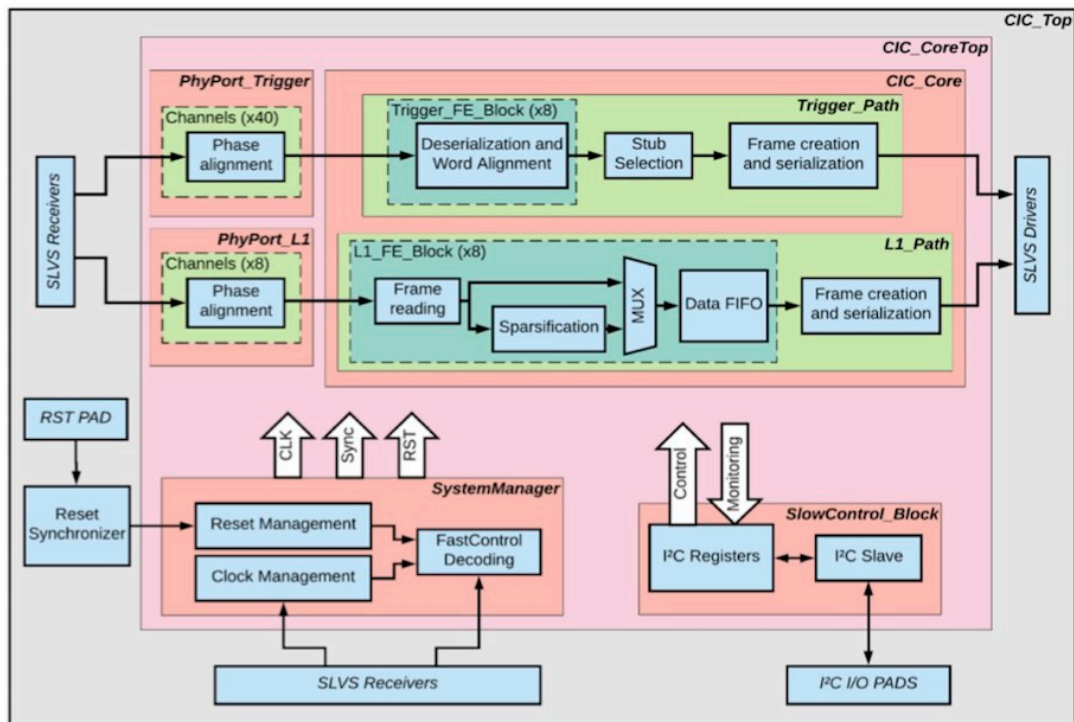 CIC_Top
CIC_CoreTop
PhyPort_Trigger
CIC_Core
Trigger_Path
Channels (x40)
Phase
alignment
Trigger_FE_Block (x8)
Deserialization and
Word Alignment
Stub
Selection
Frame creation
and serialization
SLVS Receivers
SLVS Drivers
PhyPort_L1
L1_Path
Channels (x8)
Phase
alignment
L1_FE_Block (x8)
Frame
reading
Sparsification
MUX
Data FIFO
Frame creation
and serialization
RST PAD
CLK
Sync
RST
Control
Monitoring
Reset
Synchronizer
SystemManager
Reset Management
Clock Management
FastControl
Decoding
SlowControl_Block
I²C Registers
I²C Slave
SLVS Receivers
I²C I/O PADS